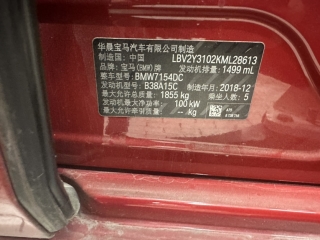 华晨宝马汽车有限公司制造
制造国: 中国 LBV2Y3102KML28613
品牌: 宝马(BMW)牌 发动机排量: 1499 mL
整车型号: BMW7154DC
发动机型号: B38A15C 制造年月: 2018-12
最大允许总质量: 1855 kg 乘坐人数: 5
发动机最大净功率: 100 kW
最大允许牵引质量: -- kg